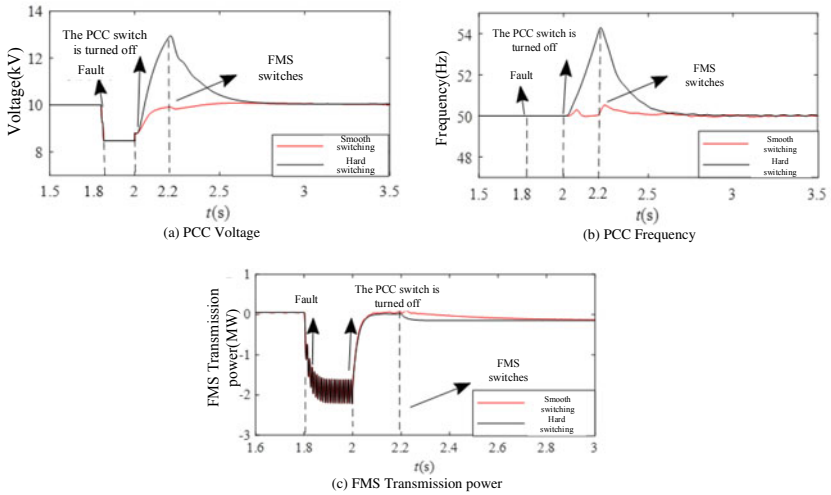 14
12
10
8
Voltage(kV)
The PCC switch
is turned off
Fault
FMS
switches
Smooth
switching
Hard
switching
1.5
2
2.2
2.5
3
3.5
t(s)
(a) PCC Voltage
54
52
50
48
Frequency(Hz)
The PCC switch is
turned off
Fault
FMS
switches
Smooth
switching
Hard
switching
1.5
1.8
2
2.2
2.5
3
3.5
t(s)
(b) PCC Frequency
1
0
-1
-2
-3
FMS Transmission
power(MW)
Fault
The PCC switch is
turned off
FMS
switches
Smooth
switching
Hard
switching
1.6
1.8
2
2.2
2.4
2.6
2.8
3
t(s)
(c) FMS Transmission power